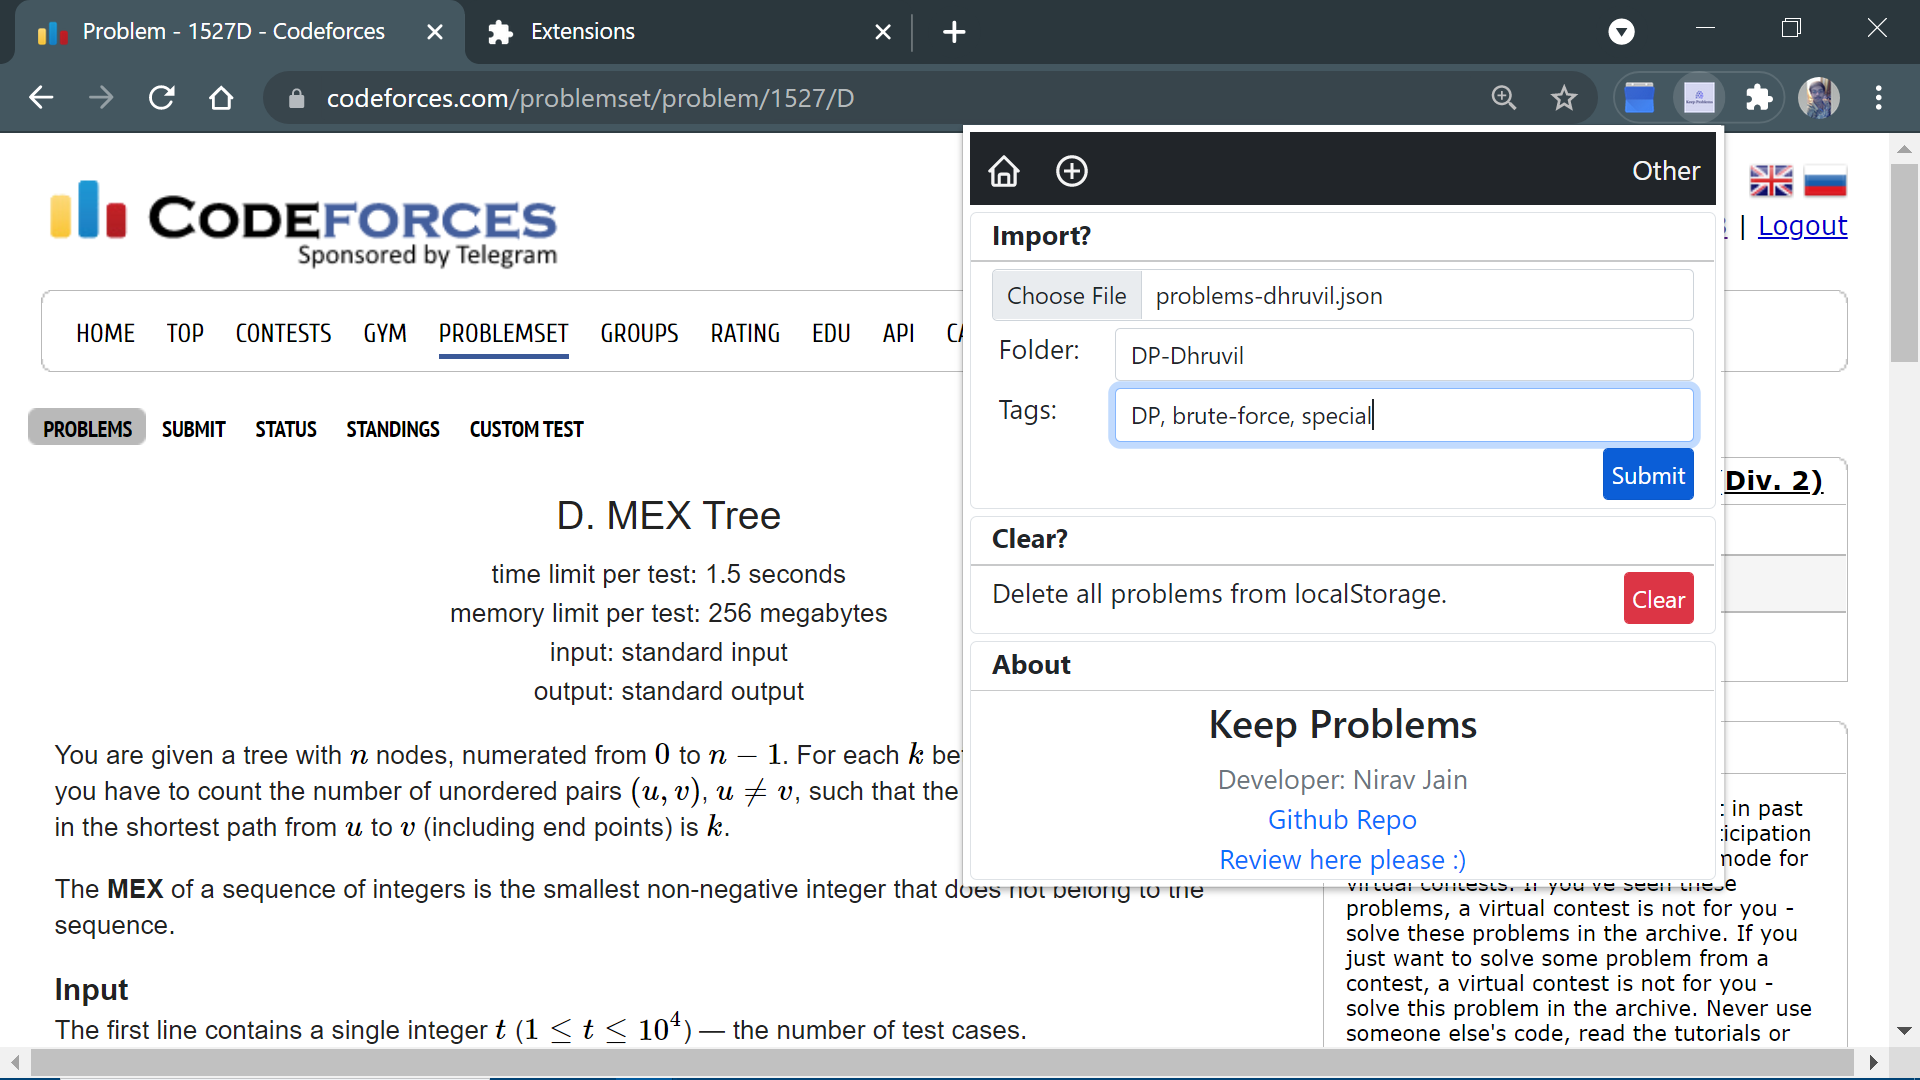 Problem - 1527D - Codeforces
Extensions
codeforces.com/problemset/problem/1527/D
Other
Import?
Choose File problems-dhruvil.json
Folder: DP-Dhruvil
Tags: DP, brute-force, special
Submit
Clear?
Delete all problems from localStorage.
Clear
About
Keep Problems
Developer: Nirav Jain
Github Repo
Review here please :)
CODEFORCES
Sponsored by Telegram
| Logout
HOME TOP CONTESTS GYM PROBLEMSET GROUPS RATING EDU API CA
PROBLEMS SUBMIT STATUS STANDINGS CUSTOM TEST
D. MEX Tree
time limit per test: 1.5 seconds
memory limit per test: 256 megabytes
input: standard input
output: standard output
You are given a tree with n nodes, numerated from 0 to n − 1. For each k be
you have to count the number of unordered pairs (u, v), u ≠ v, such that the
in the shortest path from u to v (including end points) is k.
The MEX of a sequence of integers is the smallest non-negative integer that does not belong to the
sequence.
Input
The first line contains a single integer t (1 ≤ t ≤ 10⁴) — the number of test cases.
(Div. 2)
t in past
icipation
mode for
virtual contests. If you've seen these
problems, a virtual contest is not for you -
solve these problems in the archive. If you
just want to solve some problem from a
contest, a virtual contest is not for you -
solve this problem in the archive. Never use
someone else's code, read the tutorials or